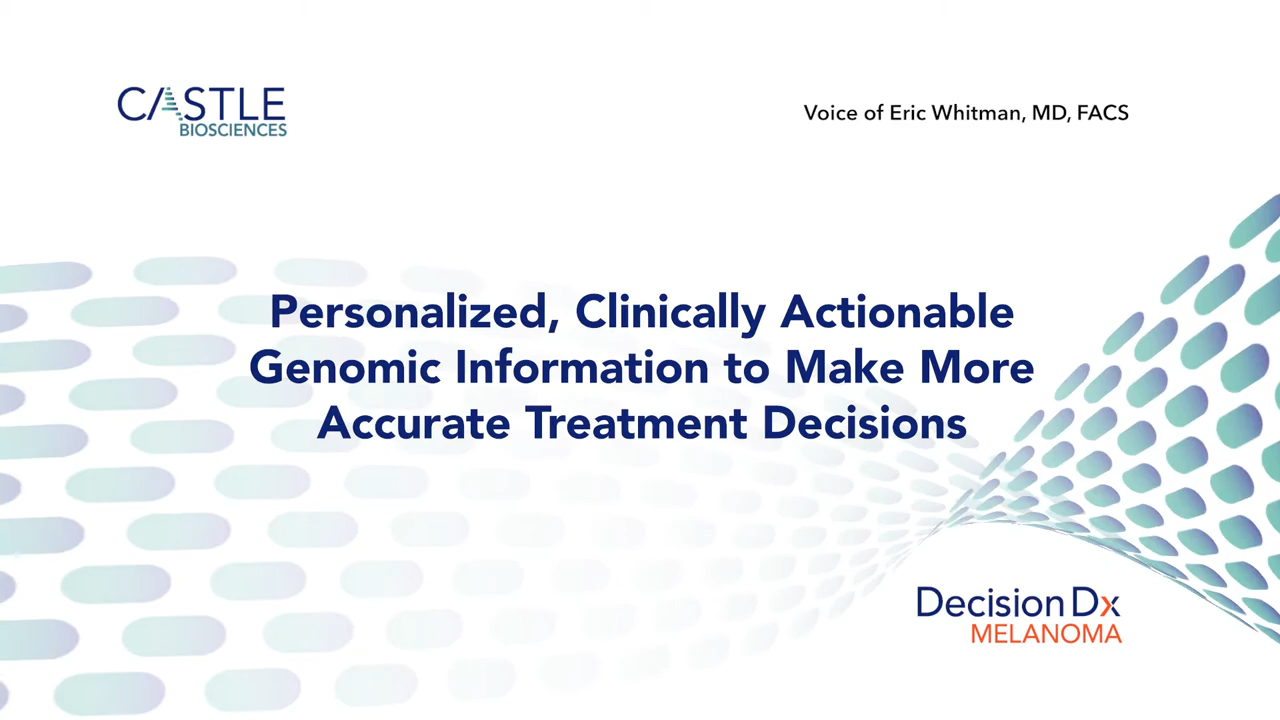 CASTLE
BIOSCIENCES
Voice of Eric Whitman, MD, FACS
Personalized, Clinically Actionable
Genomic Information to Make More
Accurate Treatment Decisions
DecisionDx
MELANOMA